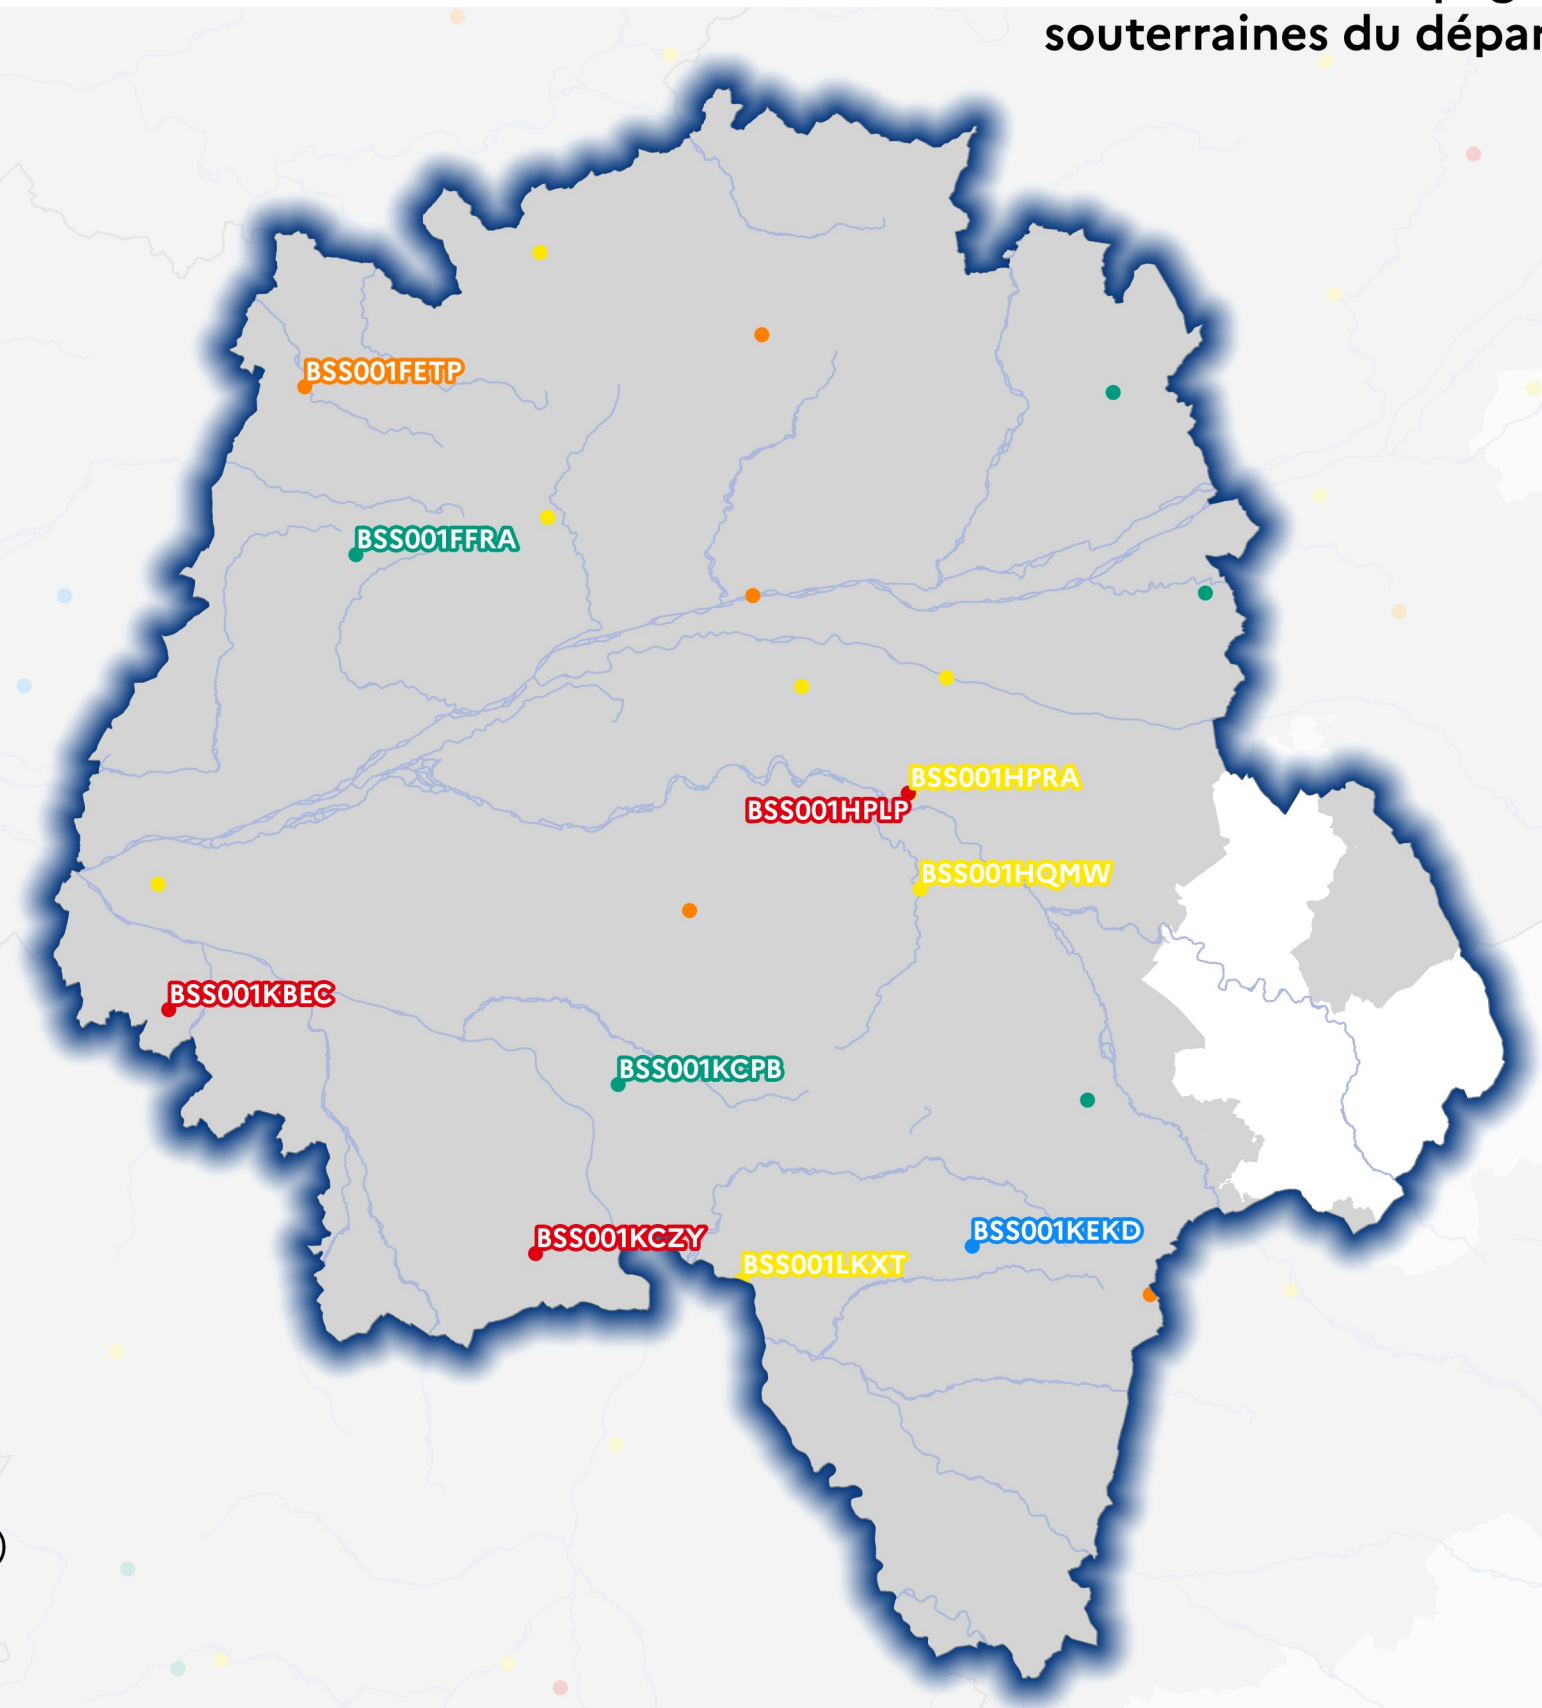 souterraines du dépar
BSS001FETP
BSS001FFRA
BSS001HPRA
BSS001HPLP
BSS001HQMW
BSS001KBEC
BSS001KCPB
BSS001KCZY
BSS001KEKD
BSS001LKXT
)